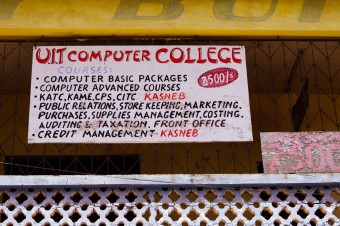 U.I.T COMPUTER COLLEGE
COURSES:
• COMPUTER BASIC PACKAGES
2500/=
• COMPUTER ADVANCED COURSES
• KATC, KAME, CPS, CITC KASNEB
• PUBLIC RELATIONS, STORE KEEPING, MARKETING.
PURCHASES, SUPPLIES MANAGEMENT, COSTING.
AUDITING & TAXATION. FRONT OFFICE
• CREDIT MANAGEMENT - KASNEB